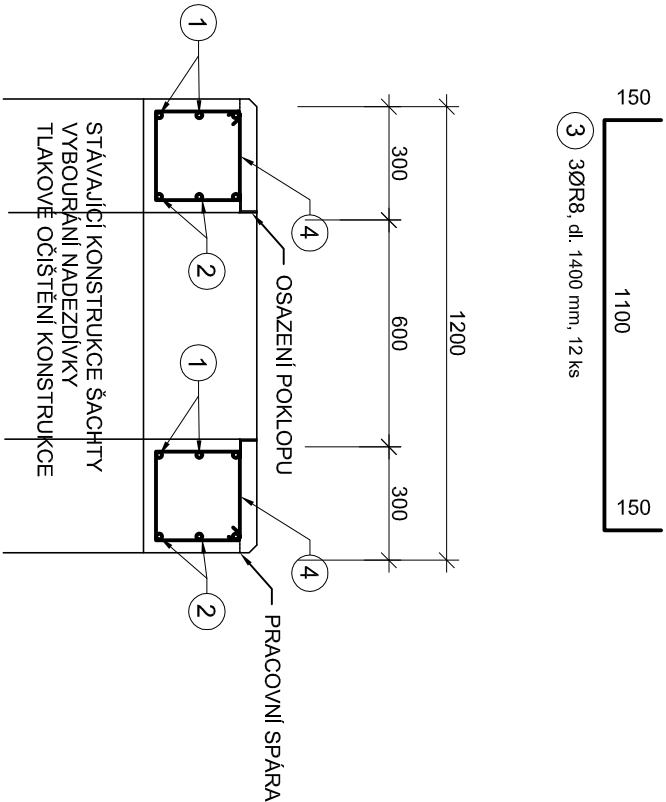 150
1100
150
3
3ØR8, dl. 1400 mm, 12 ks
1200
300
600
300
4
4
OSAZENÍ POKLOPU
PRACOVNÍ SPÁRA
1
2
1
2
STÁVAJÍCÍ KONSTRUKCE ŠACHTY
VYBOURÁNÍ NADEZDÍVKY
TLAKOVÉ OČIŠTĚNÍ KONSTRUKCE